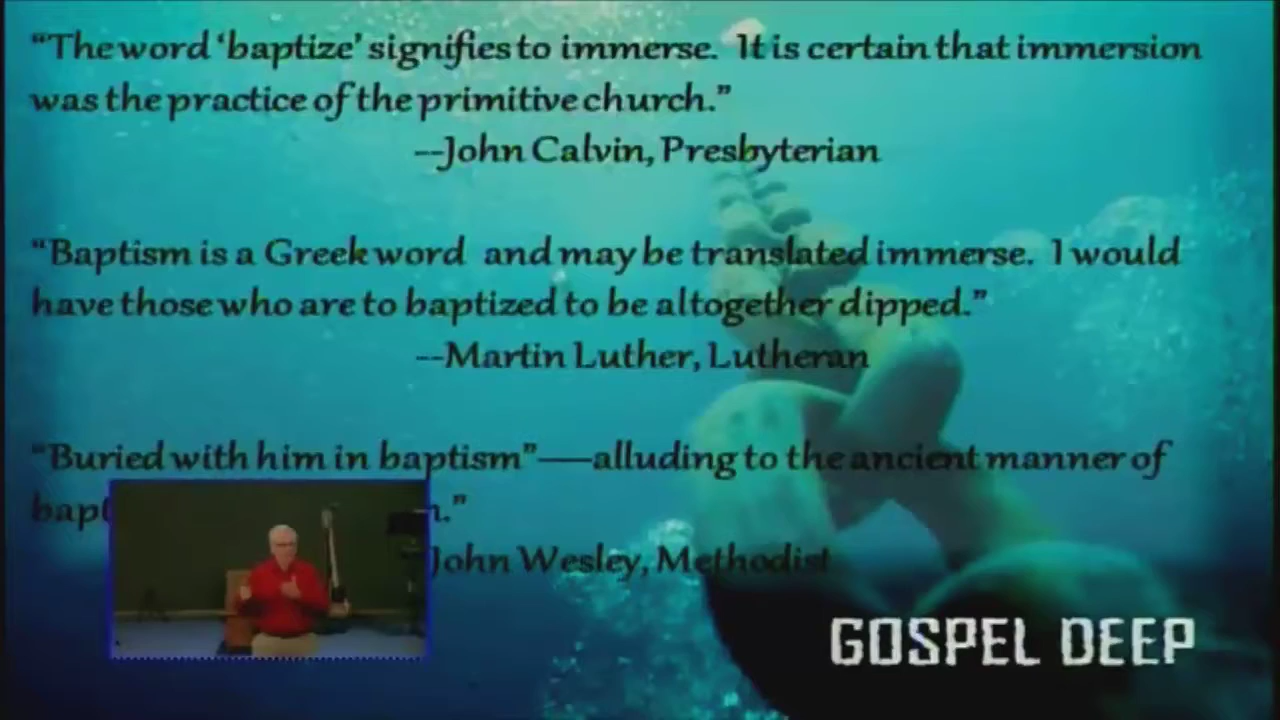 “The word ‘baptize’ signifies to immerse. It is certain that immersion
was the practice of the primitive church.”
--John Calvin, Presbyterian
“Baptism is a Greek word and may be translated immerse. I would
have those who are to baptized to be altogether dipped.”
--Martin Luther, Lutheran
“Buried with him in baptism”—alluding to the ancient manner of
John Wesley, Methodist
GOSPEL DEEP